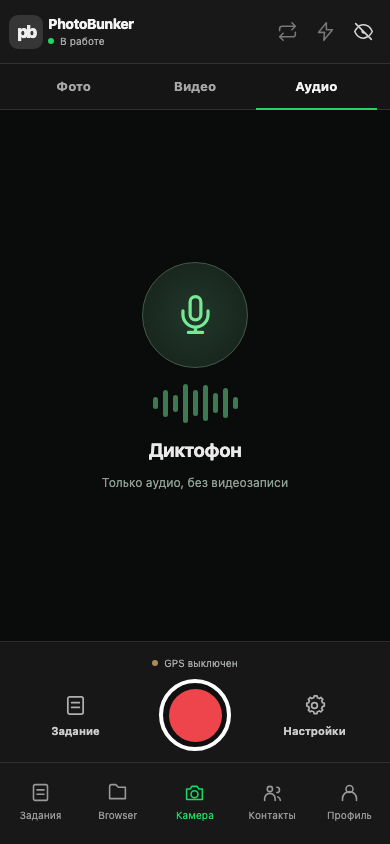 pb
PhotoBunker
В работе
Фото
Видео
Аудио
Диктофон
Только аудио, без видеозаписи
GPS выключен
Задание
Настройки
Задания
Browser
Камера
Контакты
Профиль